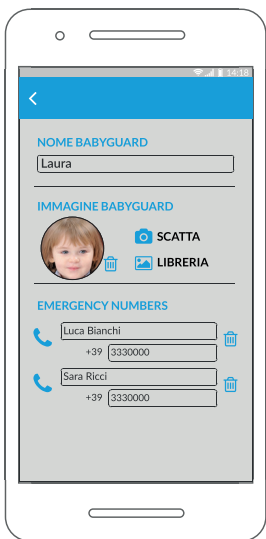 14:18
NOME BABYGUARD
Laura
IMMAGINE BABYGUARD
SCATTA
LIBRERIA
EMERGENCY NUMBERS
Luca Bianchi
+39 3330000
Sara Ricci
+39 3330000